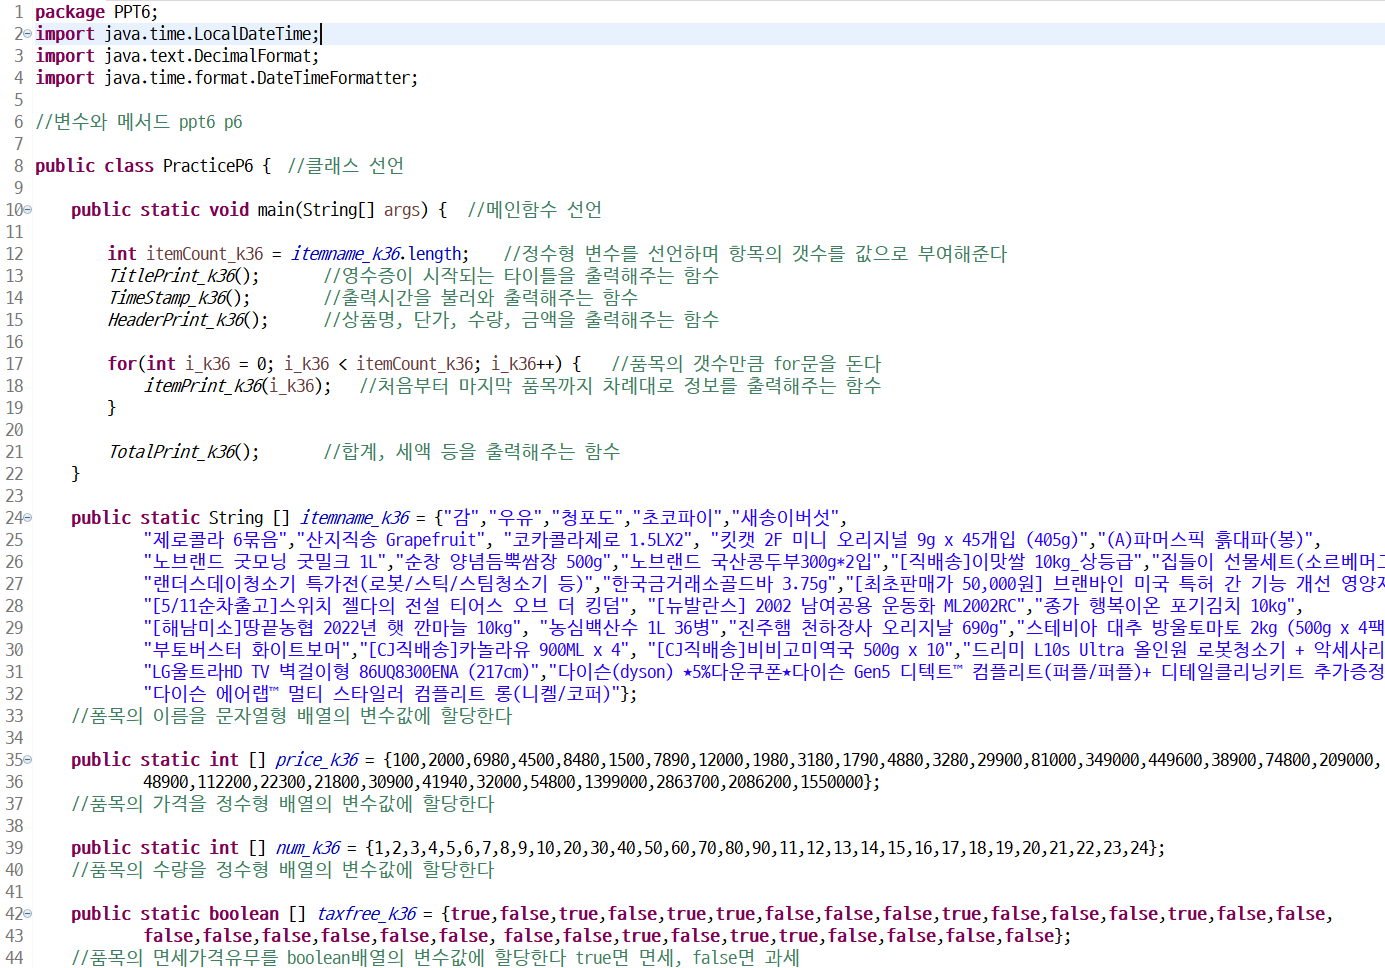 1 package PPT6;
2 import java.time.LocalDateTime;
3 import java.text.DecimalFormat;
4 import java.time.format.DateTimeFormatter;
5
6 //변수와 메서드 ppt6 p6
7
8 public class PracticeP6 { //클래스 선언
9
10 public static void main(String[] args) { //메인함수 선언
11
12 int itemCount_k36 = itemname_k36.length; //정수형 변수를 선언하며 항목의 갯수를 값으로 부여해준다
13 TitlePrint_k36(); //영수증이 시작되는 타이틀을 출력해주는 함수
14 TimeStamp_k36(); //출력시간을 불러와 출력해주는 함수
15 HeaderPrint_k36(); //상품명, 단가, 수량, 금액을 출력해주는 함수
16
17 for(int i_k36 = 0; i_k36 < itemCount_k36; i_k36++) { //품목의 갯수만큼 for문을 돈다
18 itemPrint_k36(i_k36); //처음부터 마지막 품목까지 차례대로 정보를 출력해주는 함수
19 }
20
21 TotalPrint_k36(); //합계, 세액 등을 출력해주는 함수
22 }
23
24 public static String [] itemname_k36 = {"감","우유","청포도","초코파이","새송이버섯",
25 "제로콜라 6묶음","산지직송 Grapefruit", "코카콜라제로 1.5LX2", "킷캣 2F 미니 오리지널 9g x 45개입 (405g)","(A)파머스픽 흙대파(봉)",
26 "노브랜드 굿모닝 굿밀크 1L","순창 양념듬뿍쌈장 500g","노브랜드 국산콩두부300g*2입","[직배송]이맛쌀 10kg_상등급","집들이 선물세트(소르베머그
27 "랜더스데이청소기 특가전(로봇/스틱/스팀청소기 등)","한국금거래소골드바 3.75g","[최초판매가 50,000원] 브랜바인 미국 특허 간 기능 개선 영양제
28 "[5/11순차출고]스위치 젤다의 전설 티어스 오브 더 킹덤", "[뉴발란스] 2002 남여공용 운동화 ML2002RC","종가 행복이온 포기김치 10kg",
29 "[해남미소]땅끝농협 2022년 햇 깐마늘 10kg", "농심백산수 1L 36병","진주햄 천하장사 오리지날 690g","스테비아 대추 방울토마토 2kg (500g x 4팩
30 "부토버스터 화이트보머","[CJ직배송]카놀라유 900ML x 4", "[CJ직배송]비비고미역국 500g x 10","드리미 L10s Ultra 올인원 로봇청소기 + 악세사리
31 "LG울트라HD TV 벽걸이형 86UQ8300ENA (217cm)","다이슨(dyson) ★5%다운쿠폰★다이슨 Gen5 디텍트™ 컴플리트(퍼플/퍼플)+ 디테일클리닝키트 추가증정
32 "다이슨 에어랩™ 멀티 스타일러 컴플리트 롱(니켈/코퍼)"};
33 //폼목의 이름을 문자열형 배열의 변수값에 할당한다
34
35 public static int [] price_k36 = {100,2000,6980,4500,8480,1500,7890,12000,1980,3180,1790,4880,3280,29900,81000,349000,449600,38900,74800,209000,
36 48900,112200,22300,21800,30900,41940,32000,54800,1399000,2863700,2086200,1550000};
37 //품목의 가격을 정수형 배열의 변수값에 할당한다
38
39 public static int [] num_k36 = {1,2,3,4,5,6,7,8,9,10,20,30,40,50,60,70,80,90,11,12,13,14,15,16,17,18,19,20,21,22,23,24};
40 //품목의 수량을 정수형 배열의 변수값에 할당한다
41
42 public static boolean [] taxfree_k36 = {true,false,true,false,true,true,false,false,false,true,false,false,false,true,false,false,
43 false,false,false,false,false,false, false,false,true,false,true,true,false,false,false,false};
44 //품목의 면세가격유무를 boolean배열의 변수값에 할당한다 true면 면세, false면 과세